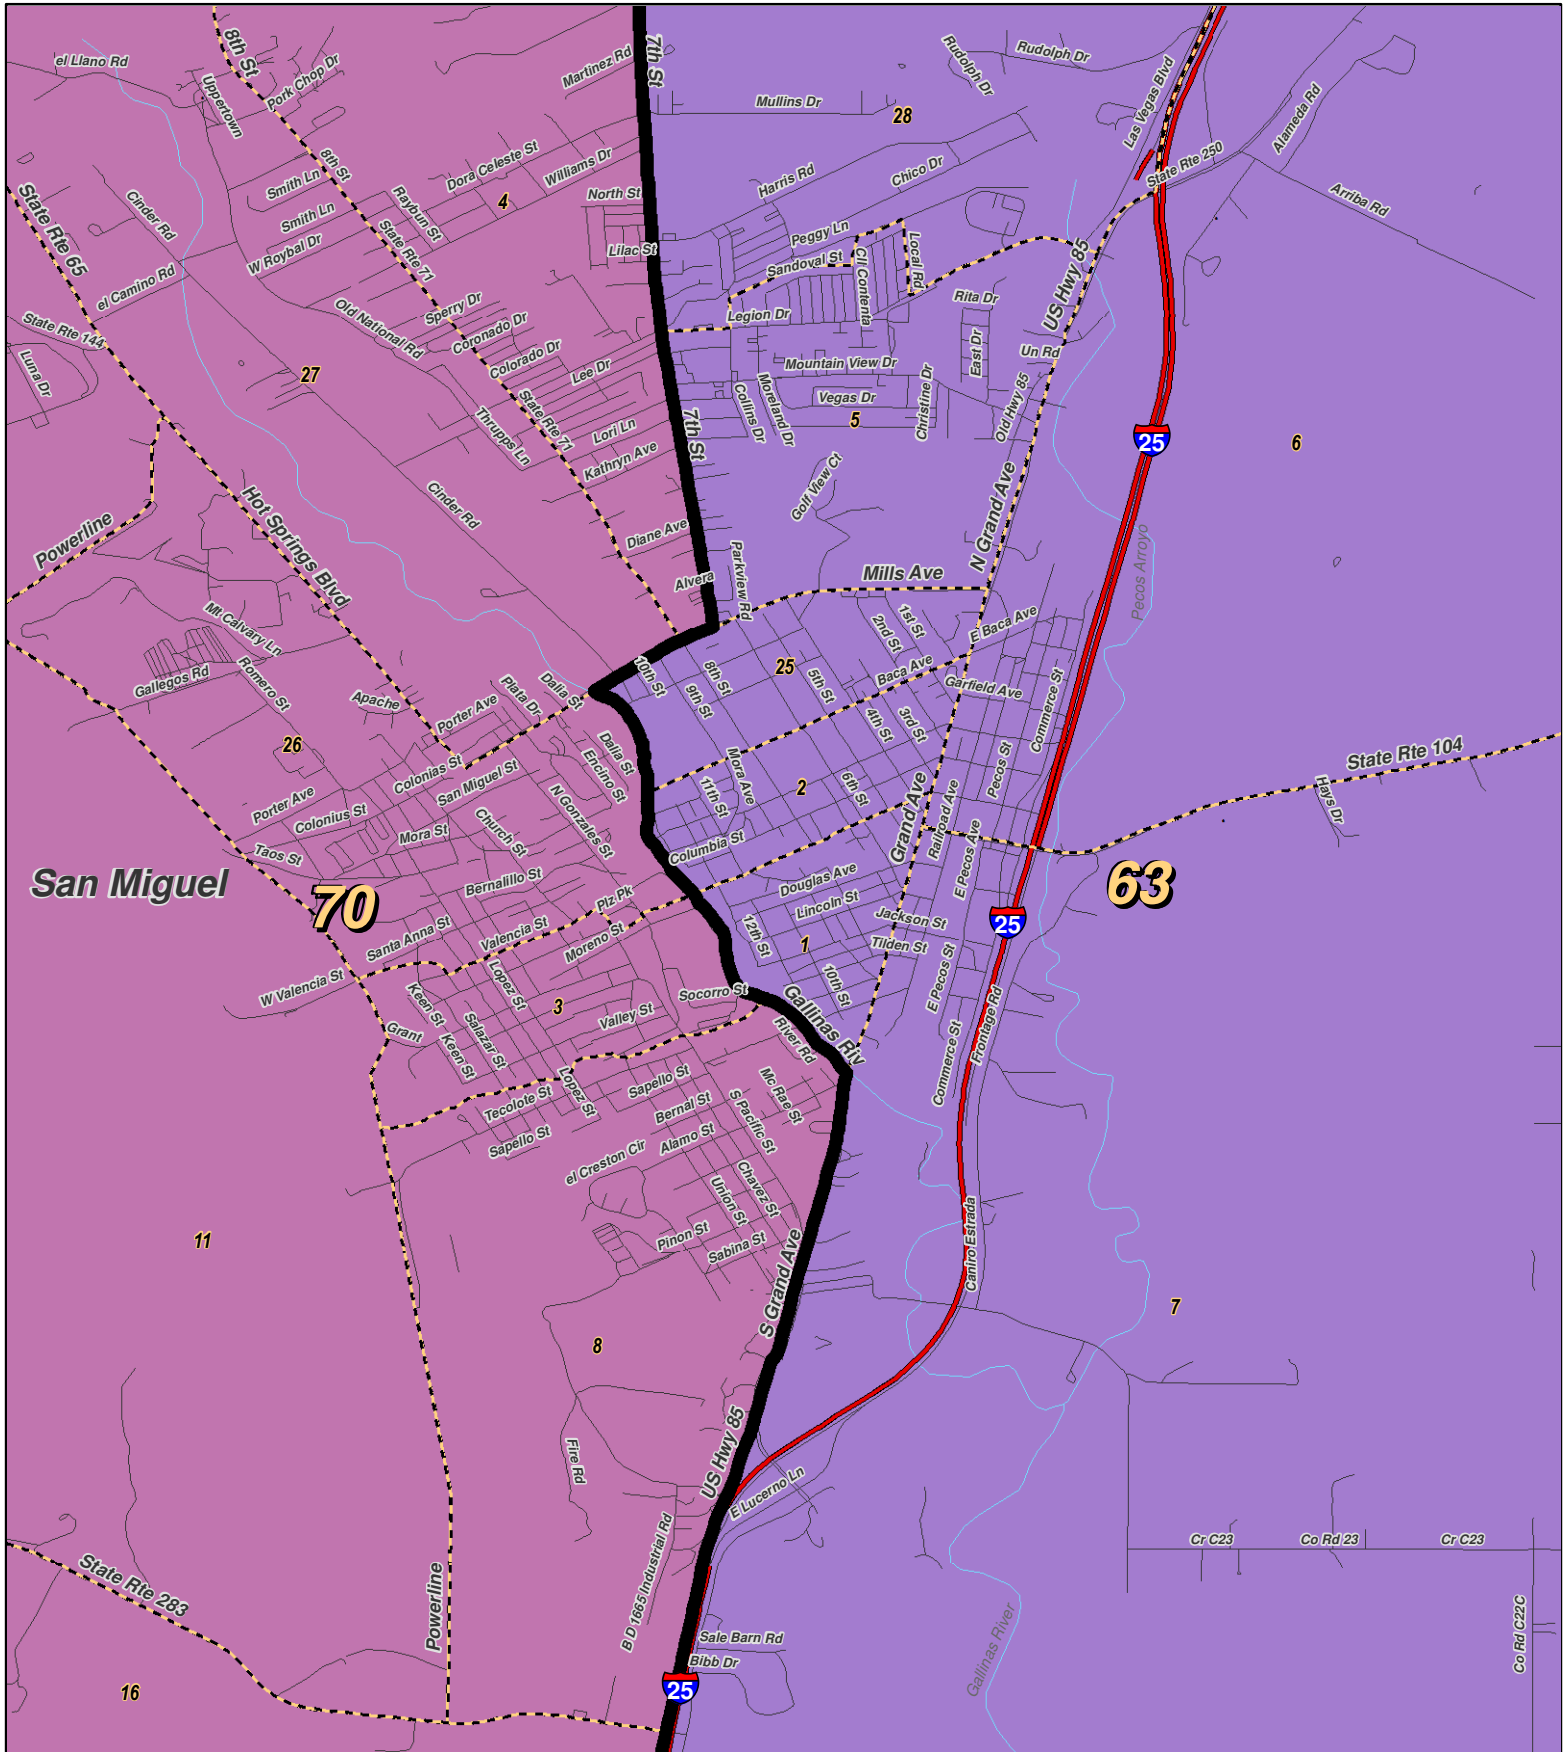 el Llano Rd
8th St
Uppertown
Pork Chop Dr
Martinez Rd
7th St
Rudolph Dr
Rudolph Dr
Las Vegas Blvd
Mullins Dr
28
Alameda Rd
State Rte 250
State Rte 65
Cinder Rd
Smith Ln
8th St
Smith Ln
Raybun St
Dora Celeste St
Williams Dr
4
North St
Harris Rd
Chico Dr
Arriba Rd
W Roybal Dr
State Rte 71
Lilac St
Peggy Ln
Sandoval St
Cll Contenta
Local Rd
US Hwy 85
el Camino Rd
State Rte 144
Luna Dr
Old National Rd
Sperry Dr
Coronado Dr
Colorado Dr
Lee Dr
Legion Dr
Rita Dr
East Dr
Un Rd
27
Mountain View Dr
Vegas Dr
Christine Dr
Collins Dr
Moreland Dr
Old Hwy 85
5
State Rte 71
Thrupps Ln
Lori Ln
Kathryn Ave
7th St
25
6
Golf View Ct
N Grand Ave
Powerline
Hot Springs Blvd
Cinder Rd
Diane Ave
Alvera
Parkview Rd
Mills Ave
Pecos Arroyo
Mt Calvary Ln
1st St
2nd St
E Baca Ave
Gallegos Rd
Romero St
Apache
Porter Ave
Plata Dr
Dalia St
10th St
8th St
9th St
25
5th St
Baca Ave
Garfield Ave
4th St
3rd St
Commerce St
26
Dalia St
Encino St
Mora Ave
11th St
2
6th St
Pecos St
State Rte 104
Hays Dr
Porter Ave
Colonias St
San Miguel St
Colonius St
Mora St
Church St
N Gonzales St
Grand Ave
Railroad Ave
Taos St
Columbia St
E Pecos Ave
San Miguel
70
63
Bernalillo St
Plz Pk
Douglas Ave
Lincoln St
Jackson St
25
Santa Anna St
Valencia St
Moreno St
12th St
1
Tilden St
W Valencia St
Lopez St
Socorro St
10th St
E Pecos St
Keen St
Grant
Keen St
Salazar St
3
Valley St
Gallinas Riv
River Rd
Frontage Rd
Commerce St
Tecolote St
Lopez St
Sapello St
Sapello St
Bernal St
Mc Rae St
S Pacific St
Alamo St
el Creston Cir
Chavez St
Union St
Pinon St
Sabina St
Caniro Estrada
11
S Grand Ave
7
8
US Hwy 85
Fire Rd
E Lucerno Ln
B D 1665 Industrial Rd
Cr C23
Co Rd 23
Cr C23
State Rte 283
Powerline
Sale Barn Rd
Bibb Dr
Gallinas River
Co Rd C22C
16
25